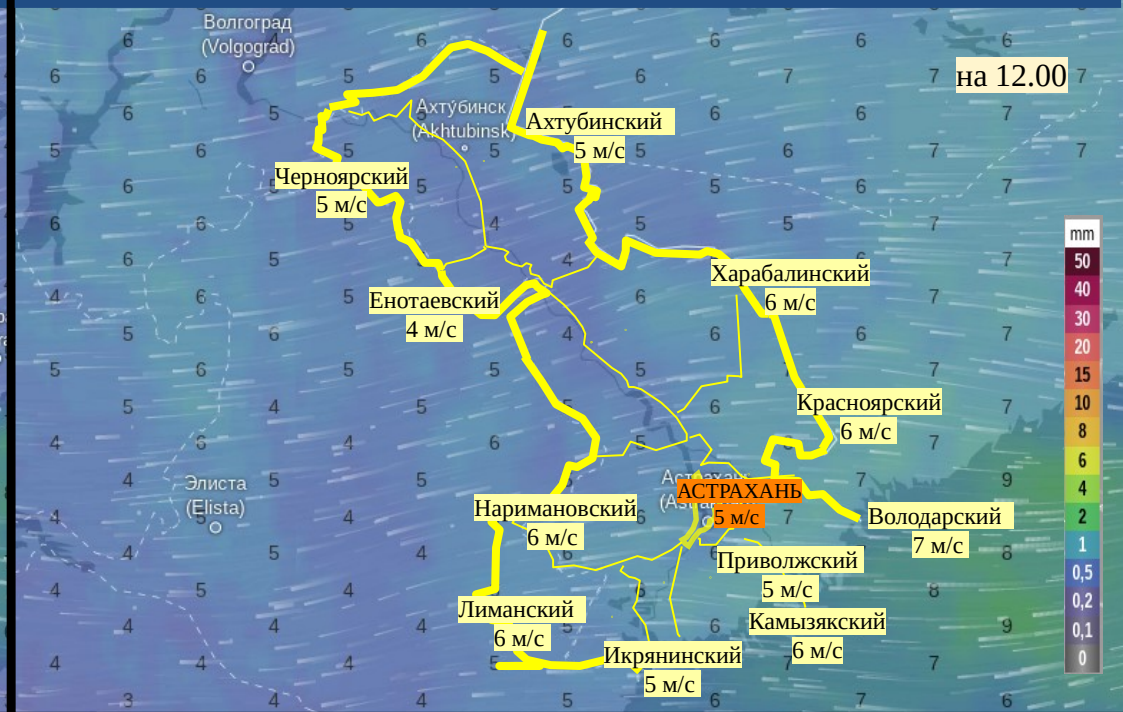 Волгоград
(Volgograd)
на 12.00
Ахту́бинск
(Akhtubinsk)
Ахтубинский
5 м/с
Черноярский
5 м/с
mm
50
40
30
20
15
10
8
6
4
2
1
0,5
0,2
0,1
0
Харабалинский
6 м/с
Енотаевский
4 м/с
Красноярский
6 м/с
Элиста
(Elista)
АСТРАХАНЬ
5 м/с
Наримановский
6 м/с
Володарский
7 м/с
Приволжский
5 м/с
Лиманский
6 м/с
Камызякский
6 м/с
Икрянинский
5 м/с